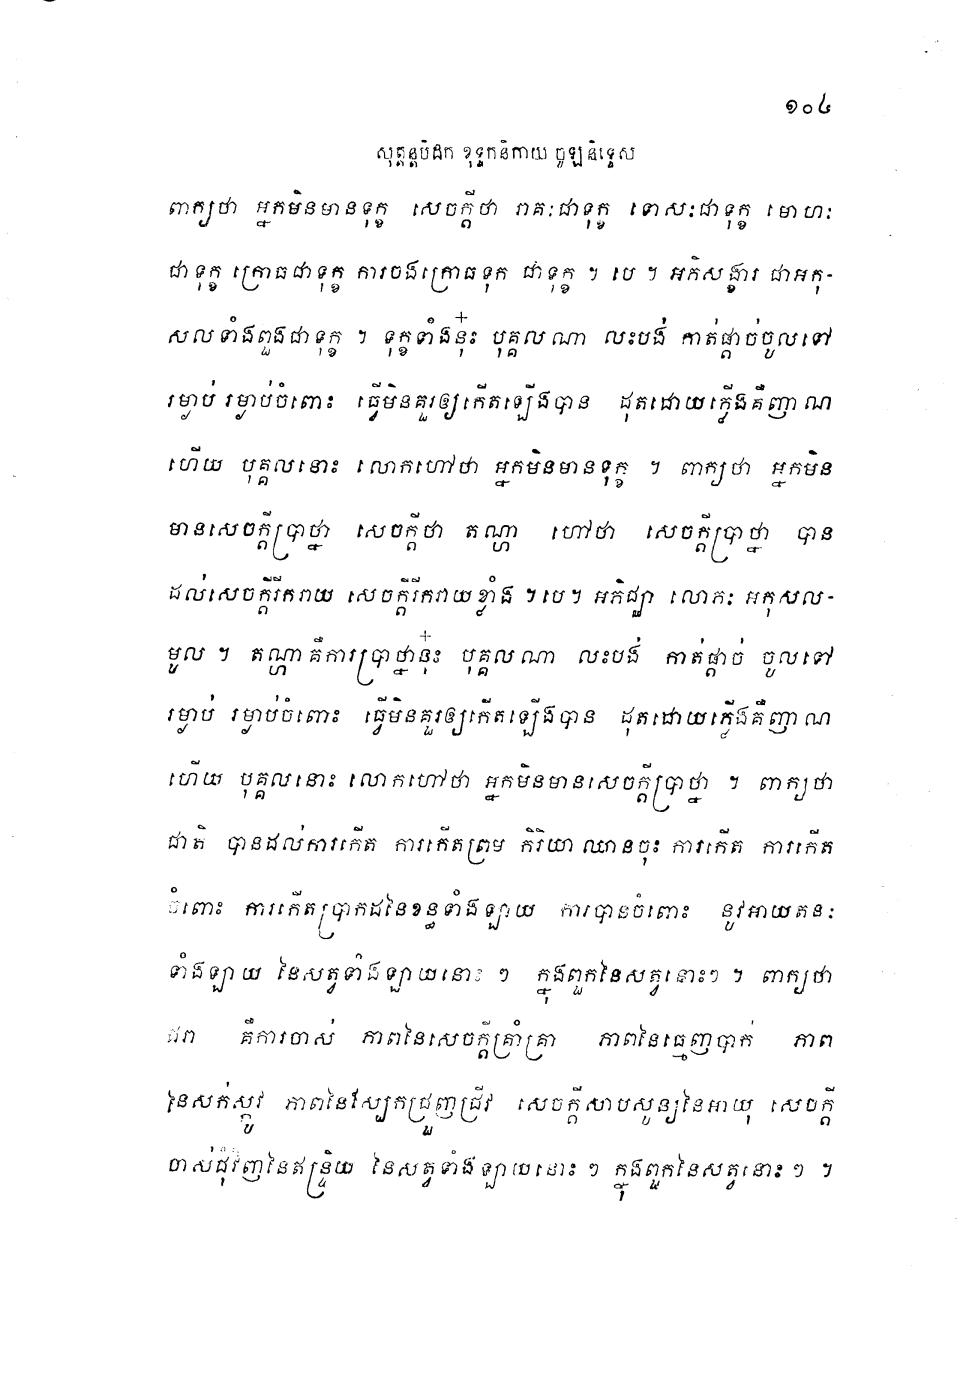 ១០៤
សុត្តន្តបិដក ខុទ្ទកនិកាយ ចូឡនិទ្ទេស
ពាក្យថា អ្នកមិនមានទុក្ខ សេចក្តីថា រាគៈជាទុក្ខ ទោសៈជាទុក្ខ មោហៈ
ជាទុក្ខ ក្រោធជាទុក្ខ ការចងក្រោធទុក ជាទុក្ខ ។ បេ ។ អភិសង្ខារ ជាអកុ-
សលទាំងពួងជាទុក្ខ ។ ទុក្ខទាំងនុ៎ះ បុគ្គលណា លះបង់ កាត់ផ្តាច់ចូលទៅ
រម្ងាប់ រម្ងាប់ចំពោះ ធ្វើមិនគួរឲ្យកើតឡើងបាន ដុតដោយភ្លើងគឺញាណ
ហើយ បុគ្គលនោះ លោកហៅថា អ្នកមិនមានទុក្ខ ។ ពាក្យថា អ្នកមិន
មានសេចក្តីប្រាថ្នា សេចក្តីថា តណ្ហា ហៅថា សេចក្តីប្រាថ្នា បាន
ដល់សេចក្តីរីករាយ សេចក្តីរីករាយខ្លាំង ។ បេ។ អភិជ្ឈា លោភៈ អកុសល-
មូល ។ តណ្ហាគឺការប្រាថ្នានុ៎ះ បុគ្គលណា លះបង់ កាត់ផ្តាច់ ចូលទៅ
រម្ងាប់ រម្ងាប់ចំពោះ ធ្វើមិនគួរឲ្យកើតឡើងបាន ដុតដោយភ្លើងគឺញាណ
ហើយ បុគ្គលនោះ លោកហៅថា អ្នកមិនមានសេចក្តីប្រាថ្នា ។ ពាក្យថា
ជាតិ បានដល់ការកើត ការកើតព្រម កិរិយាឈានចុះ ការកើត ការកើត
ចំពោះ ការកើតប្រាកដនៃខន្ធទាំងឡាយ ការបានចំពោះ នូវអាយតនៈ
ទាំងឡាយ នៃសត្វទាំងឡាយនោះ ៗ ក្នុងពួកនៃសត្វនោះៗ ។ ពាក្យថា
ជរា គឺការចាស់ ភាពនៃសេចក្តីគ្រាំគ្រា ភាពនៃធ្មេញបាក់ ភាព
នៃសក់ស្កូវ ភាពនៃស្បែកជ្រួញជ្រីវ សេចក្តីសាបសូន្យនៃអាយុ សេចក្តី
ចាស់ជុំវិញនៃឥន្ទ្រិយ នៃសត្វទាំងឡាយនោះ ៗ ក្នុងពួកនៃសត្វនោះ ៗ ។